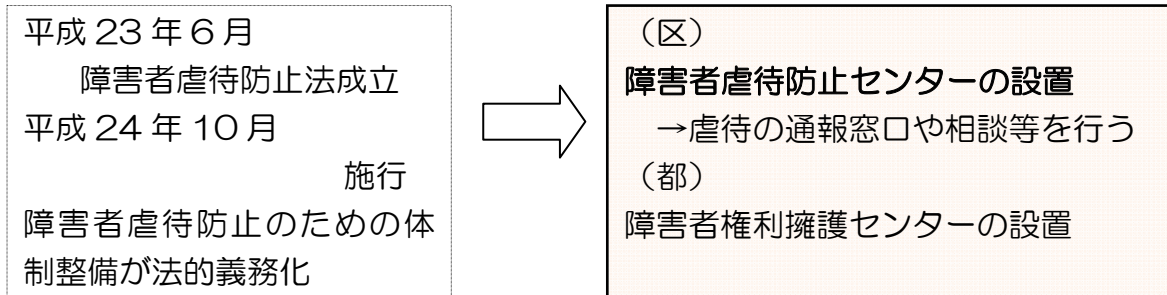 平成23年6月
障害者虐待防止法成立
平成24年10月
施行
障害者虐待防止のための体
制整備が法的義務化
（区）
障害者虐待防止センターの設置
→虐待の通報窓口や相談等を行う
（都）
障害者権利擁護センターの設置